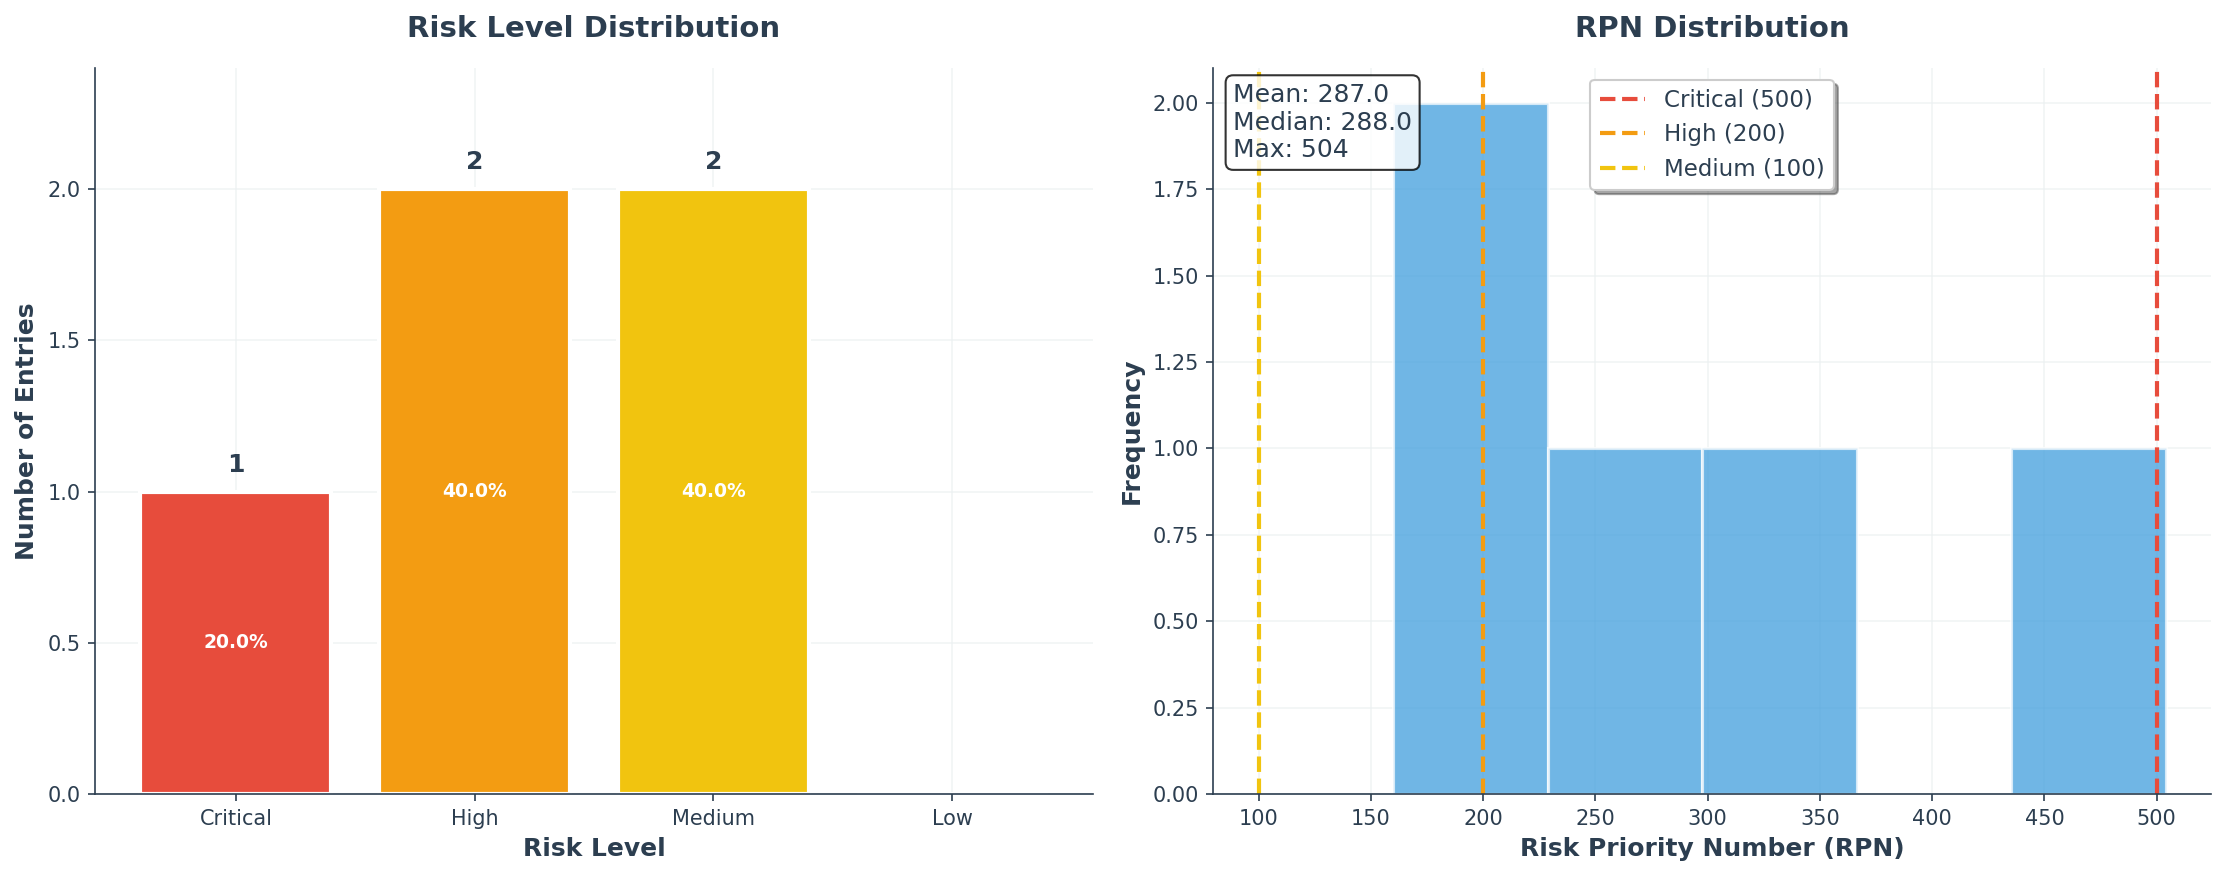 Risk Level Distribution
Number of Entries
2.0
1.5
1.0
0.5
0.0
1
2
2
20.0%
40.0%
40.0%
Critical High Medium Low
Risk Level
RPN Distribution
Mean: 287.0
Median: 288.0
Max: 504
Critical (500)
High (200)
Medium (100)
Frequency
2.00
1.75
1.50
1.25
1.00
0.75
0.50
0.25
0.00
100 150 200 250 300 350 400 450 500
Risk Priority Number (RPN)